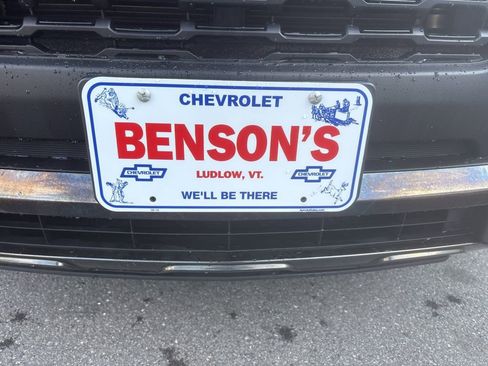 CHEVROLET
BENSON'S
LUDLOW, VT.
CHEVROLET
CHEVROLET
WE'LL BE THERE